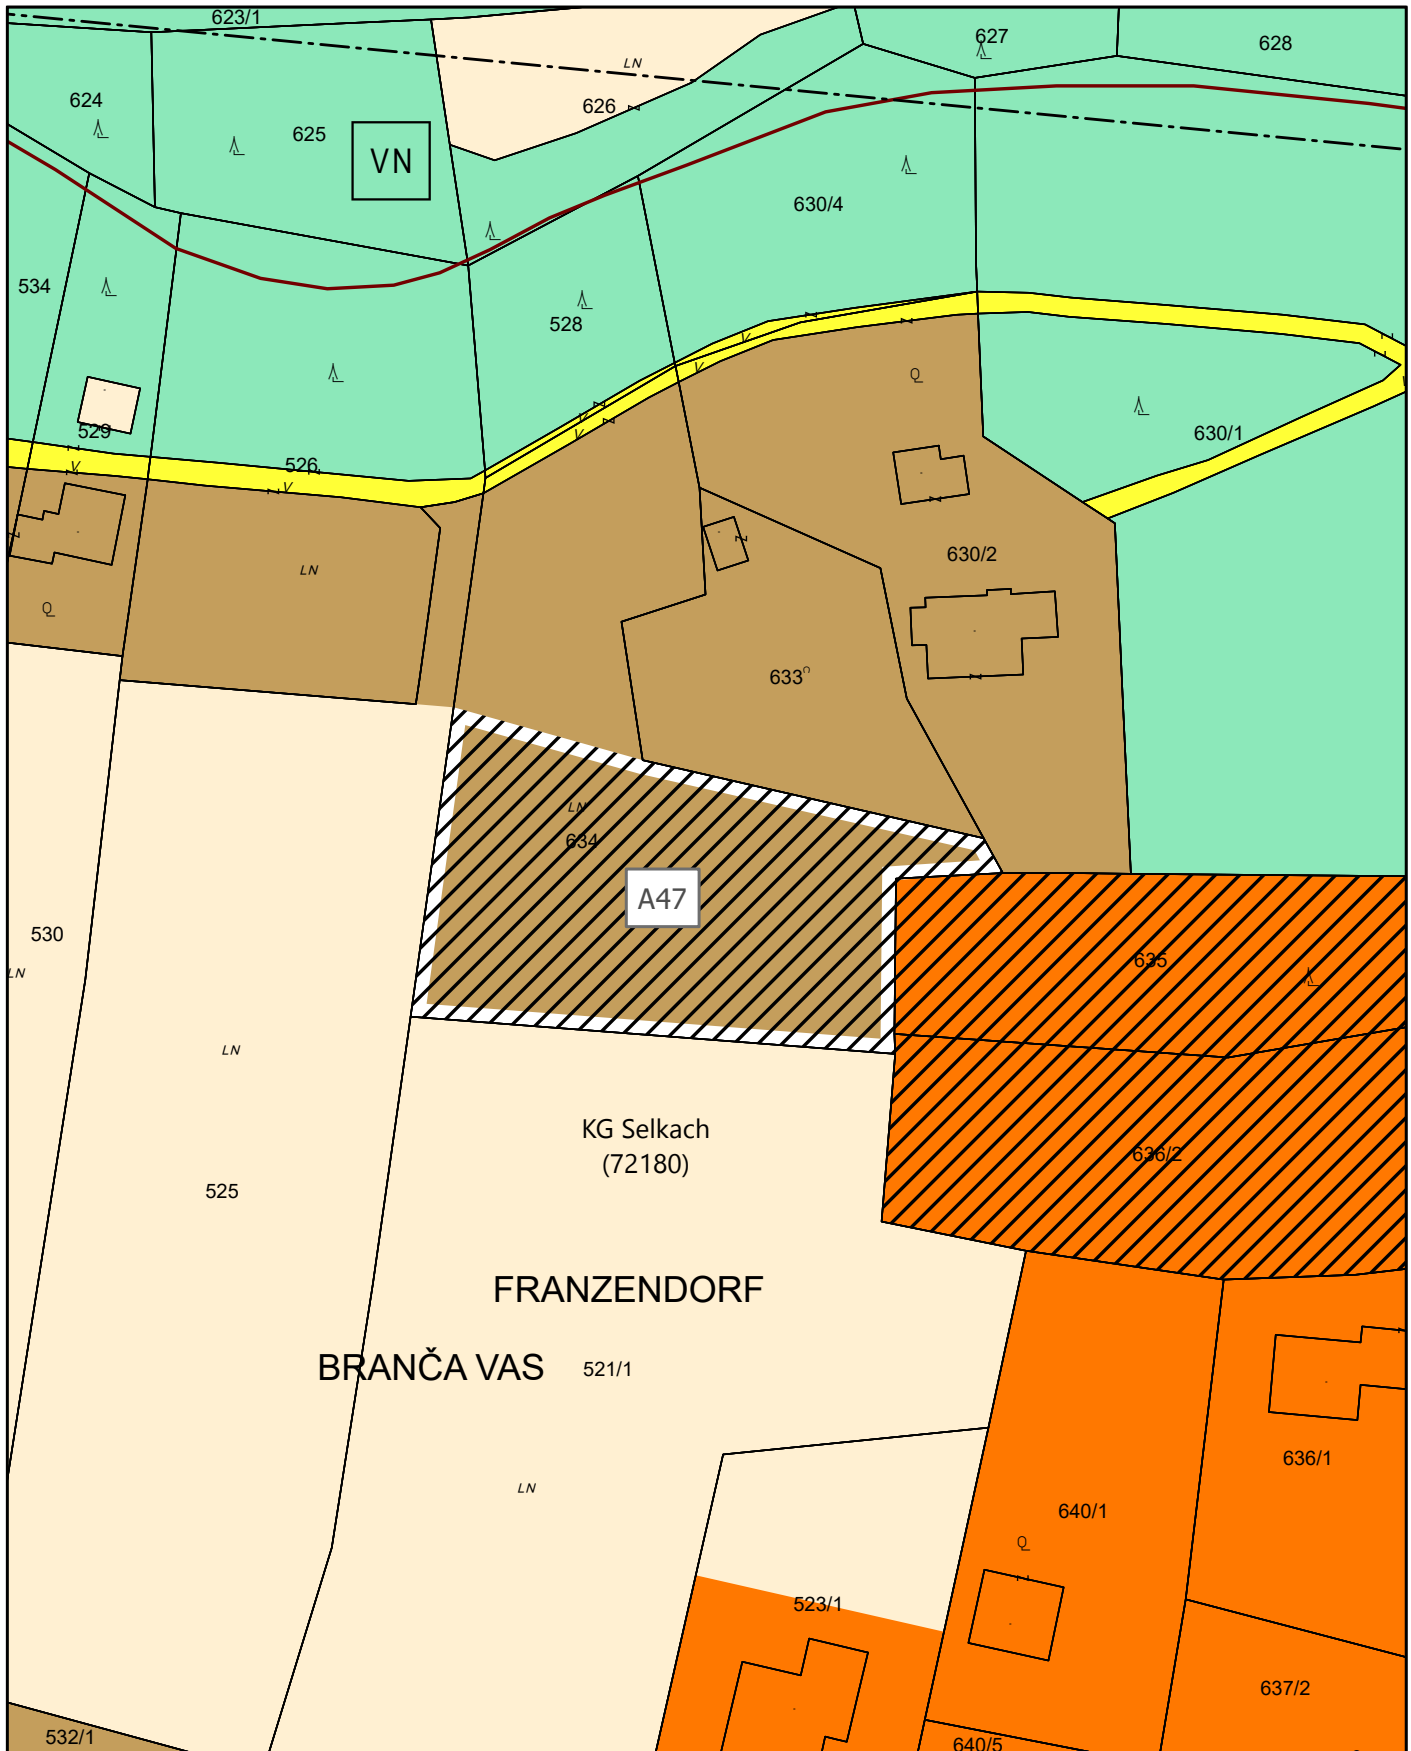 623/1
627
628
LN
624
626
625
VN
630/4
534
528
V
V
Q
529
V
V
630/1
526
V
V
LN
630/2
Q
633
LN
634
A47
530
635
LN
LN
KG Selkach
(72180)
636/2
525
FRANZENDORF
BRANČA VAS
521/1
636/1
LN
640/1
Q
523/1
637/2
532/1
640/5